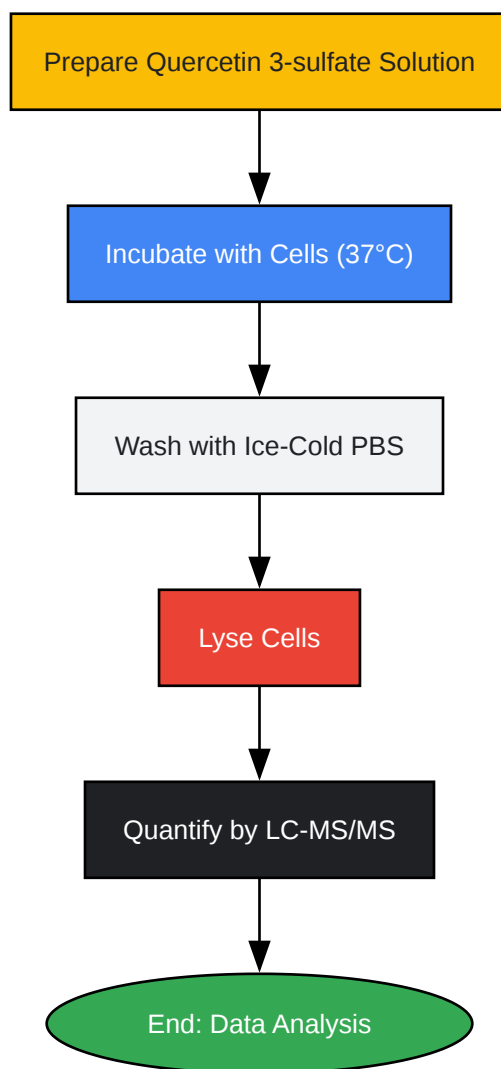 Prepare Quercetin 3-sulfate Solution
Incubate with Cells (37°C)
Wash with Ice-Cold PBS
Lyse Cells
Quantify by LC-MS/MS
End: Data Analysis